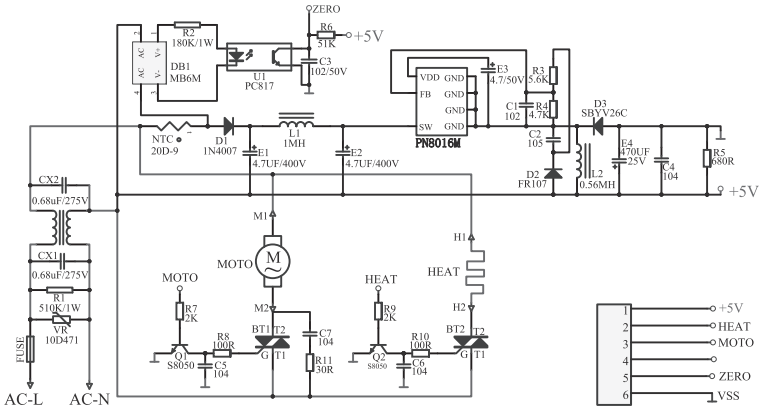 ZERO
2 1
AC V+
AC V-
4 3
R2
180K/1W
DB1
MB6M
U1
PC817
R6
51K
+5V
C3
102/50V
VDD GND
FB GND
GND
SW GND
PN8016M
E3
4.7/50V
R3
5.6K
C1
102
R4
4.7K
C2
105
D3
SBYV26C
NTC
20D-9
D1
1N4007
L1
1MH
E1
4.7UF/400V
E2
4.7UF/400V
D2
FR107
L2
0.56MH
E4
470UF
25V
C4
104
R5
680R
+5V
CX2
0.68uF/275V
CX1
0.68uF/275V
R1
510K/1W
VR
10D471
FUSE
AC-L
AC-N
M1
MOTO
M
~
M2
MOTO
R7
2K
Q1
S8050
R8
100R
C5
104
BT1 T2
G T1
C7
104
R11
30R
H1
HEAT
H2
HEAT
R9
2K
Q2
S8050
R10
100R
C6
104
BT2 T2
G T1
1 +5V
2 HEAT
3 MOTO
4
5 ZERO
6 VSS